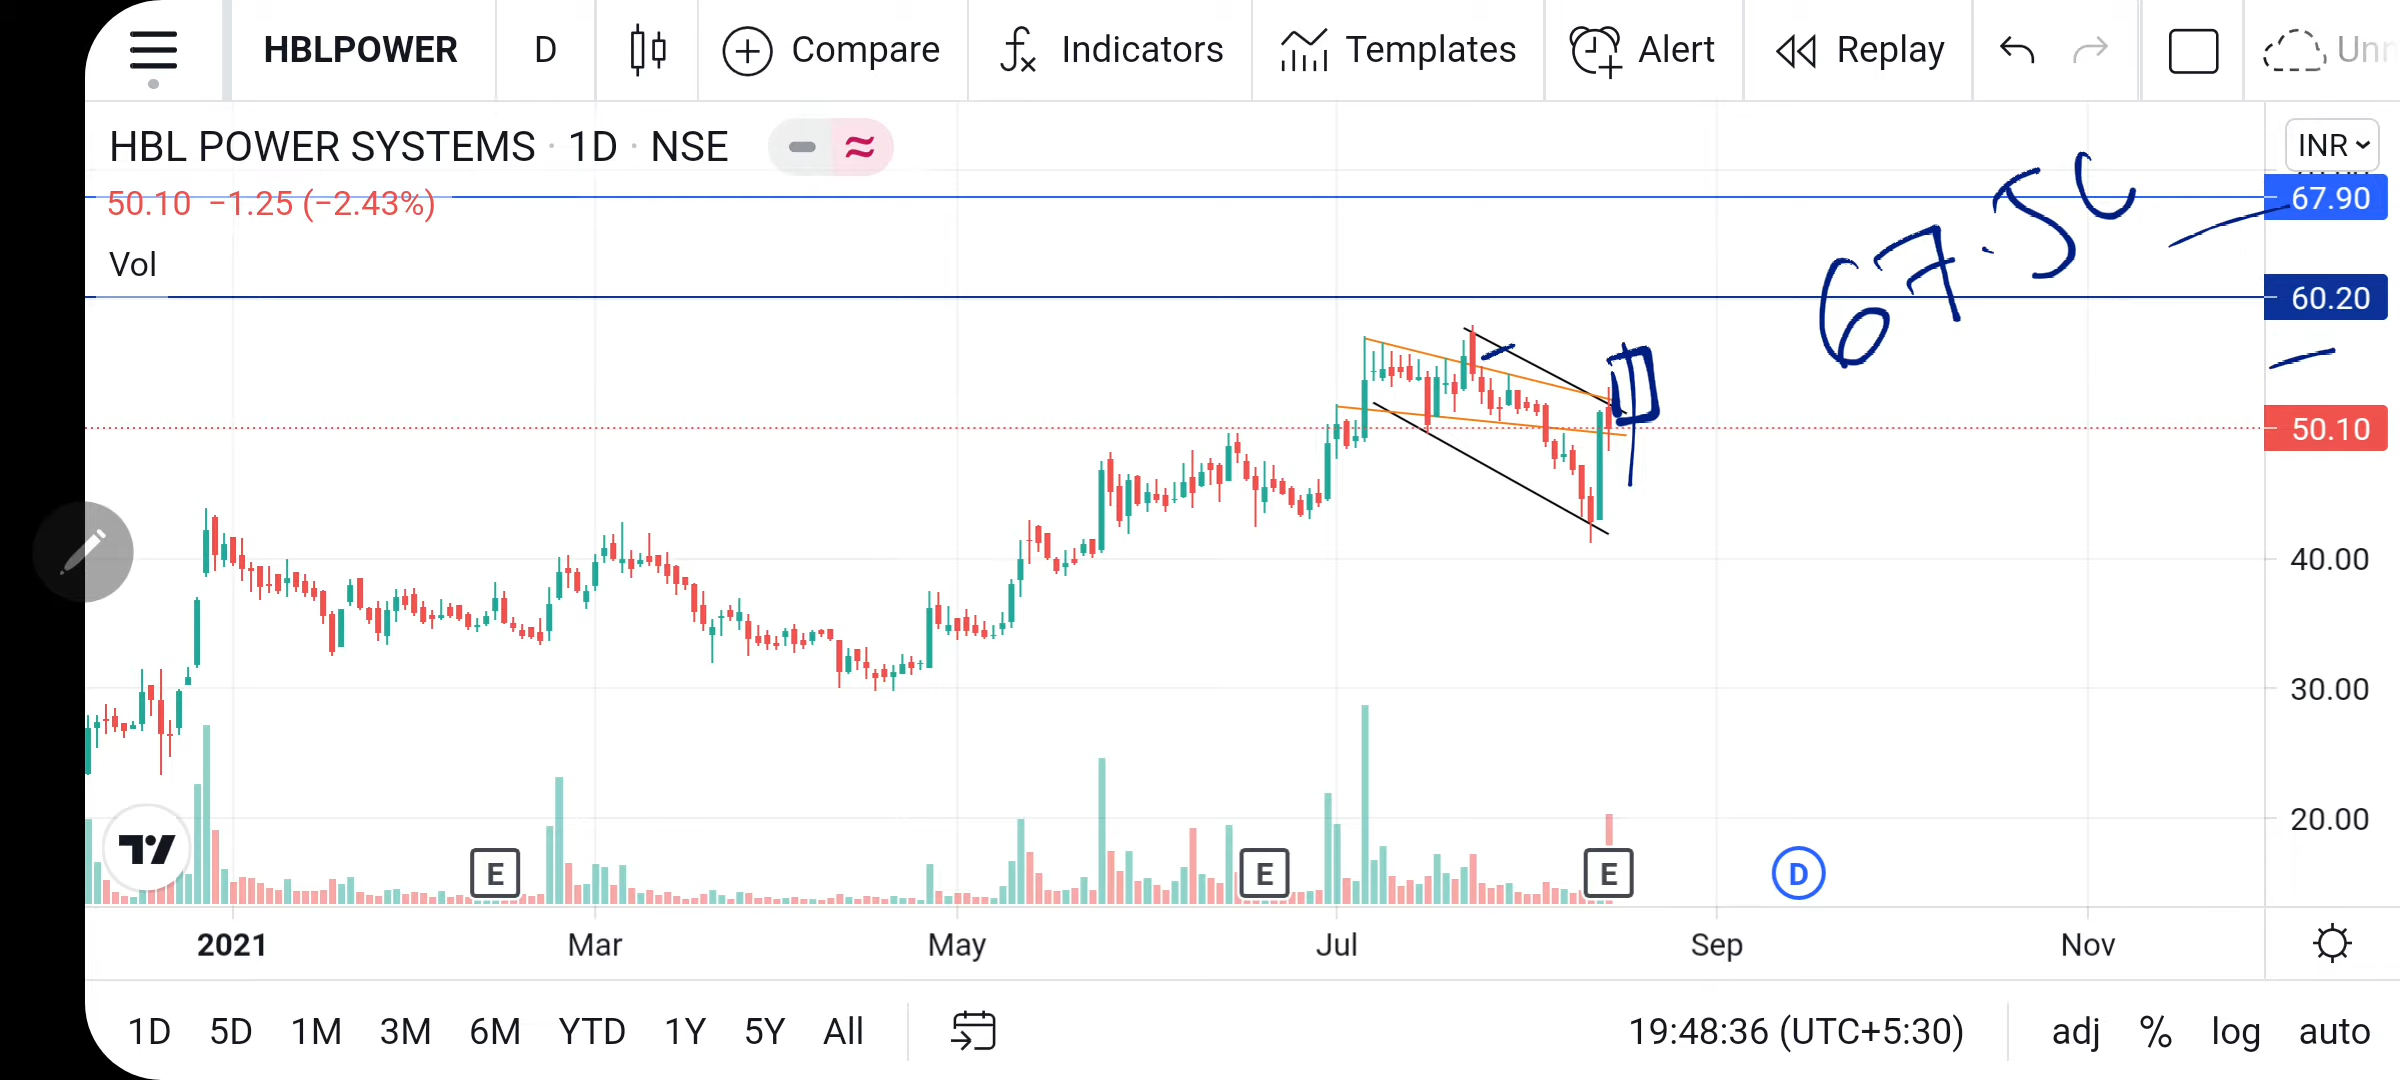 HBLPOWER D Compare Indicators Templates Alert Replay
HBL POWER SYSTEMS · 1D · NSE
INR
50.10 −1.25 (−2.43%)
67.90
67.50
Vol
60.20
50.10
40.00
30.00
20.00
E E E D
2021 Mar May Jul Sep Nov
1D 5D 1M 3M 6M YTD 1Y 5Y All 19:48:36 (UTC+5:30) adj % log auto